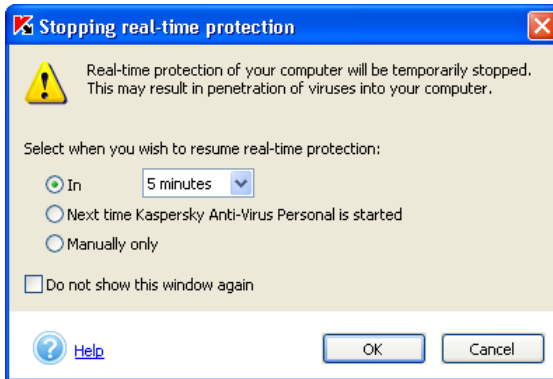 Stopping real-time protection
Real-time protection of your computer will be temporarily stopped.
This may result in penetration of viruses into your computer.
Select when you wish to resume real-time protection:
In 5 minutes
Next time Kaspersky Anti-Virus Personal is started
Manually only
Do not show this window again
Help OK Cancel